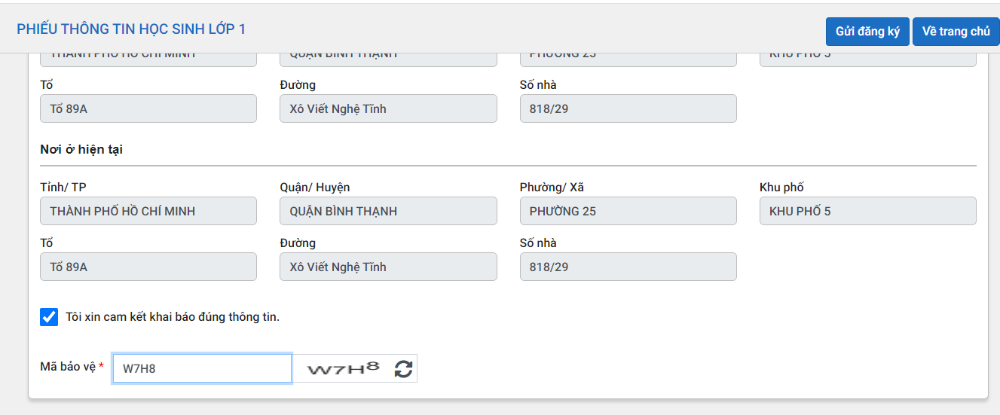 PHIẾU THÔNG TIN HỌC SINH LỚP 1
Gửi đăng ký
Về trang chủ
THÀNH PHỐ HỒ CHÍ MINH
QUẬN BÌNH THẠNH
PHƯỜNG 25
KHU PHỐ 5
Tổ
Đường
Số nhà
Tổ 89A
Xô Viết Nghệ Tĩnh
818/29
Nơi ở hiện tại
Tỉnh/ TP
Quận/ Huyện
Phường/ Xã
Khu phố
THÀNH PHỐ HỒ CHÍ MINH
QUẬN BÌNH THẠNH
PHƯỜNG 25
KHU PHỐ 5
Tổ
Đường
Số nhà
Tổ 89A
Xô Viết Nghệ Tĩnh
818/29
Tôi xin cam kết khai báo đúng thông tin.
Mã bảo vệ *
W7H8
W7H8